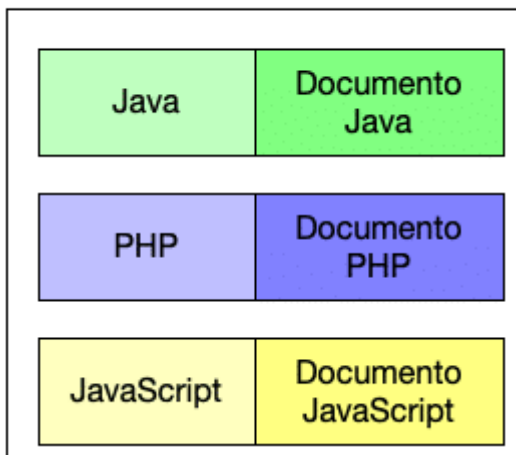 Java
Documento
Java
PHP
Documento
PHP
JavaScript
Documento
JavaScript